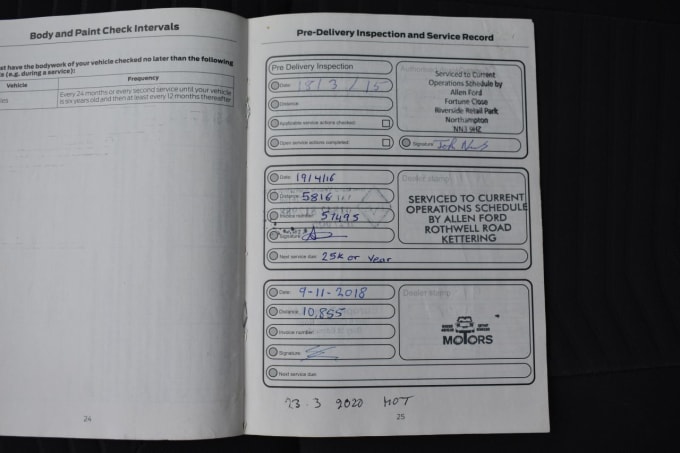 Body and Paint Check Intervals
st have the bodywork of your vehicle checked no later than the following
(e.g. during a service):
Vehicle Frequency
Every 24 months or every second service until your vehicle
is six years old and then at least every 12 months thereafter
24
Pre-Delivery Inspection and Service Record
Pre Delivery Inspection
Date: 18/3/15
Distance:
Applicable service actions checked:
Open service actions completed:
Serviced to Current
Operations Schedule by
Allen Ford
Fortune Close
Riverside Retail Park
Northampton
NN3 9HZ
Signature:
Date: 19/4/16
Distance: 5816
Invoice number: 57495
Signature:
Next service due: 25k or Year
Dealer stamp
SERVICED TO CURRENT
OPERATIONS SCHEDULE
BY ALLEN FORD
ROTHWELL ROAD
KETTERING
Date: 9-11-2018
Distance: 10,855
Invoice number:
Signature:
Next service due:
Dealer stamp
MOTORS
23.3 2020 MOT
25